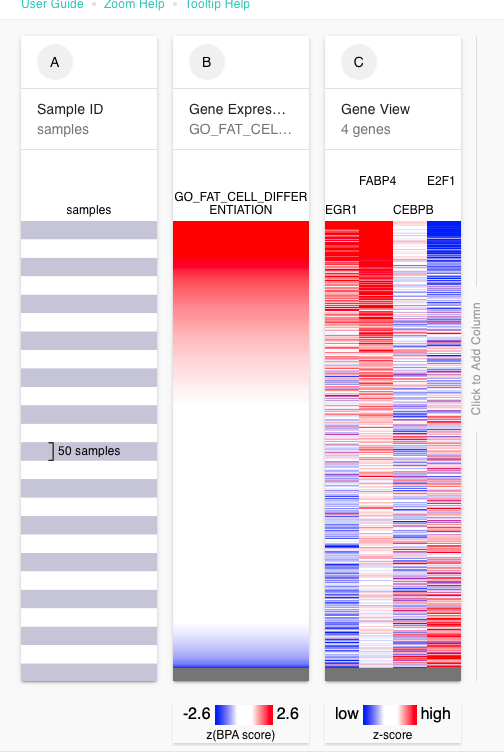 User Guide • Zoom Help • Tooltip Help
A
Sample ID
samples
samples
50 samples
B
Gene Expres...
GO_FAT_CEL...
GO_FAT_CELL_DIFFER
ENTIATION
-2.6 2.6
z(BPA score)
C
Gene View
4 genes
FABP4 E2F1
EGR1 CEBPB
low high
z-score
Click to Add Column